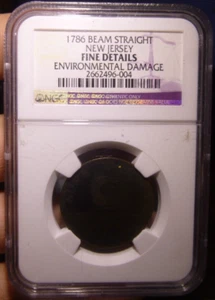 1786 BEAM STRAIGHT
NEW JERSEY
FINE DETAILS
ENVIRONMENTAL DAMAGE
2662496-004
NGC